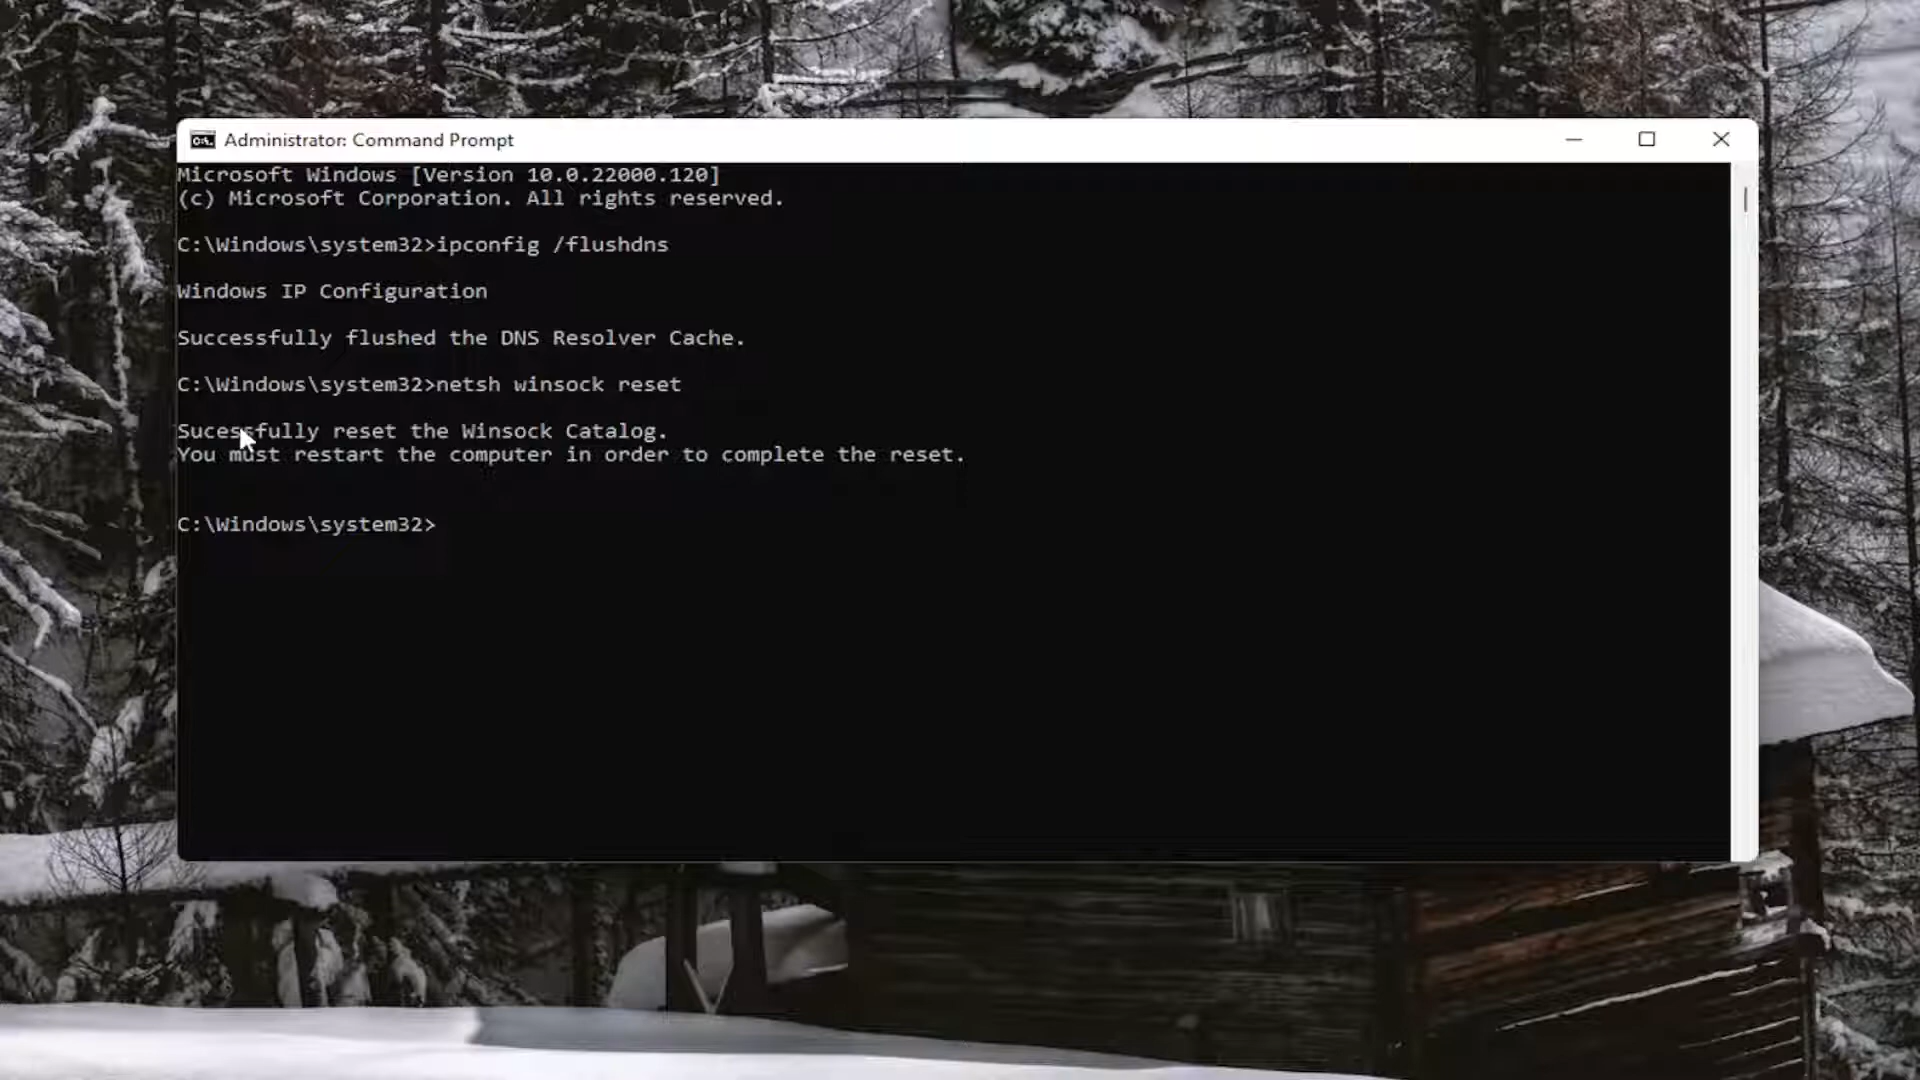 Administrator: Command Prompt
Microsoft Windows [Version 10.0.22000.120]
(c) Microsoft Corporation. All rights reserved.
C:\Windows\system32>ipconfig /flushdns
Windows IP Configuration
Successfully flushed the DNS Resolver Cache.
C:\Windows\system32>netsh winsock reset
Sucessfully reset the Winsock Catalog.
You must restart the computer in order to complete the reset.
C:\Windows\system32>